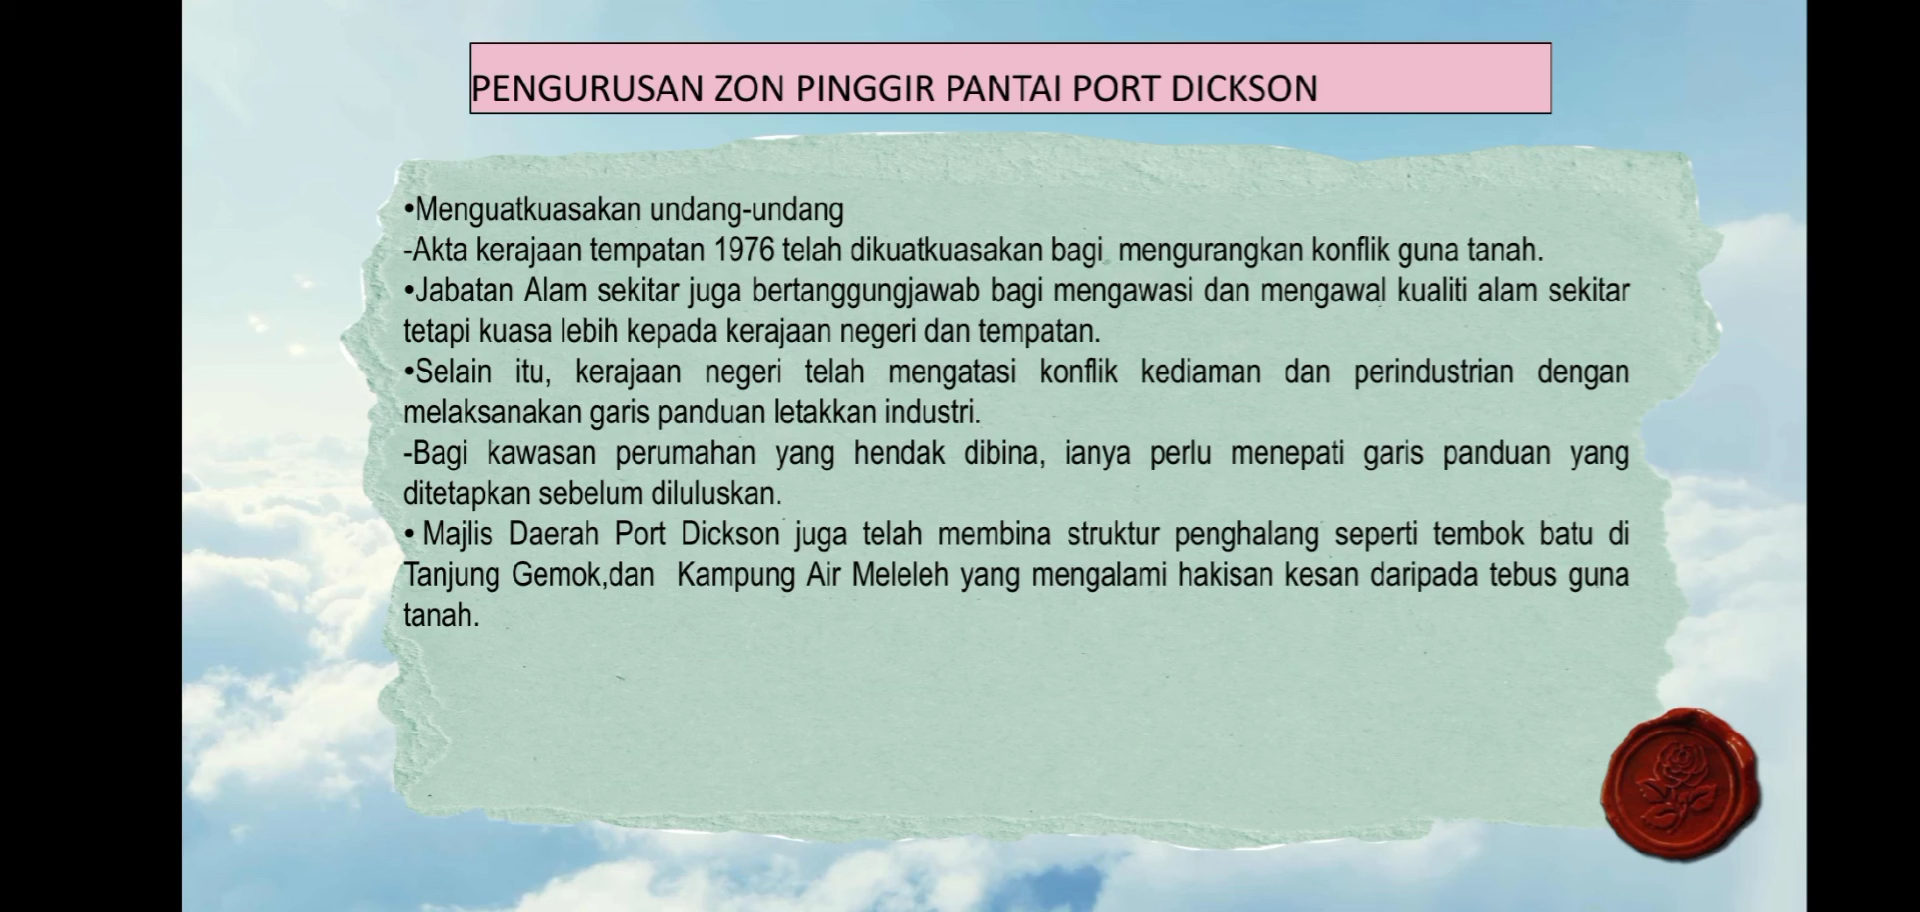 PENGURUSAN ZON PINGGIR PANTAI PORT DICKSON
•Menguatkuasakan undang-undang
-Akta kerajaan tempatan 1976 telah dikuatkuasakan bagi mengurangkan konflik guna tanah.
•Jabatan Alam sekitar juga bertanggungjawab bagi mengawasi dan mengawal kualiti alam sekitar
tetapi kuasa lebih kepada kerajaan negeri dan tempatan.
•Selain itu, kerajaan negeri telah mengatasi konflik kediaman dan perindustrian dengan
melaksanakan garis panduan letakkan industri.
-Bagi kawasan perumahan yang hendak dibina, ianya perlu menepati garis panduan yang
ditetapkan sebelum diluluskan.
• Majlis Daerah Port Dickson juga telah membina struktur penghalang seperti tembok batu di
Tanjung Gemok,dan Kampung Air Meleleh yang mengalami hakisan kesan daripada tebus guna
tanah.